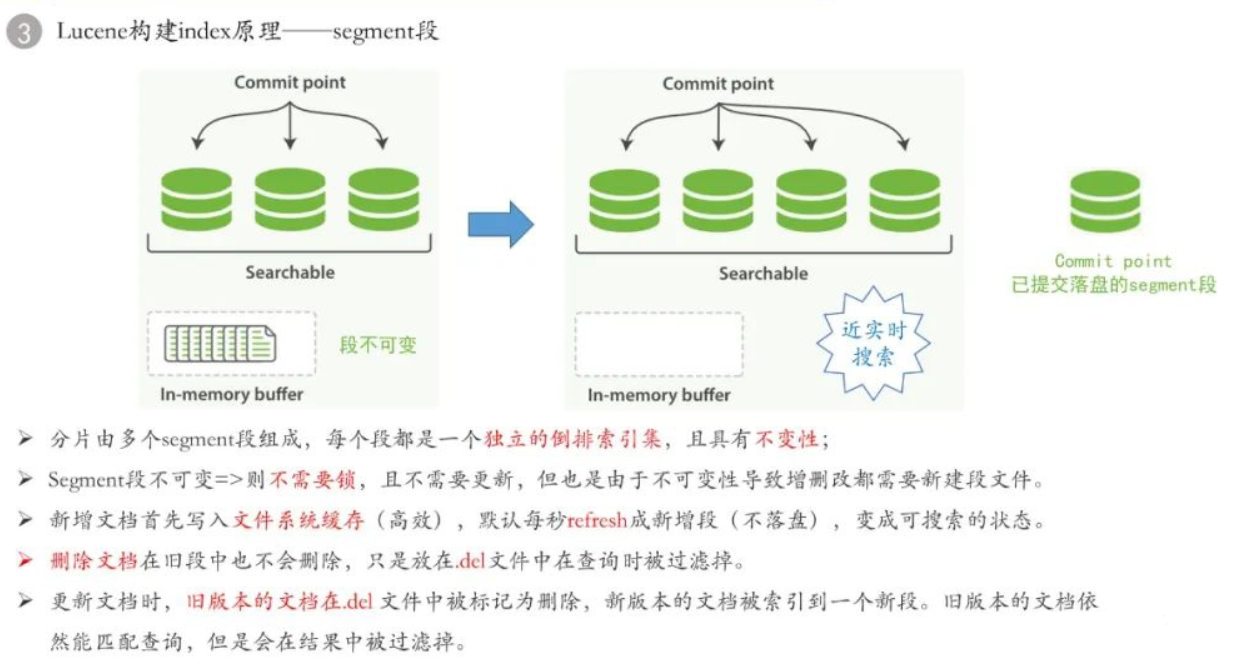 3 Lucene构建index原理——segment段
Commit point
Commit point
Searchable
Searchable
Commit point
已提交落盘的segment段
段不可变
近实时
搜索
In-memory buffer
In-memory buffer
➢ 分片由多个segment段组成，每个段都是一个独立的倒排索引集，且具有不变性；
➢ Segment段不可变=>则不需要锁，且不需要更新，但也是由于不可变性导致增删改都需要新建段文件。
➢ 新增文档首先写入文件系统缓存（高效），默认每秒refresh成新增段（不落盘），变成可搜索的状态。
➢ 删除文档在旧段中也不会删除，只是放在.del文件中在查询时被过滤掉。
➢ 更新文档时，旧版本的文档在.del 文件中被标记为删除，新版本的文档被索引到一个新段。旧版本的文档依
然能匹配查询，但是会在结果中被过滤掉。